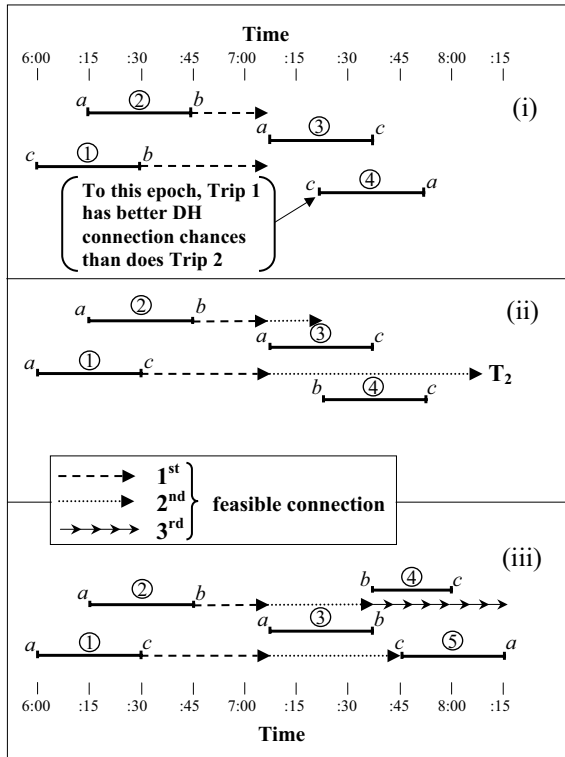 Time
6:00 :15 :30 :45 7:00 :15 :30 :45 8:00 :15
(i)
a ② b
a ③ c
c ① b
c ④ a
To this epoch, Trip 1
has better DH
connection chances
than does Trip 2
(ii)
a ② b
a ③ c
a ① c
T₂
b ④ c
1st
2nd feasible connection
3rd
(iii)
b ④ c
a ② b
a ③ b
a ① c
c ⑤ a
6:00 :15 :30 :45 7:00 :15 :30 :45 8:00 :15
Time